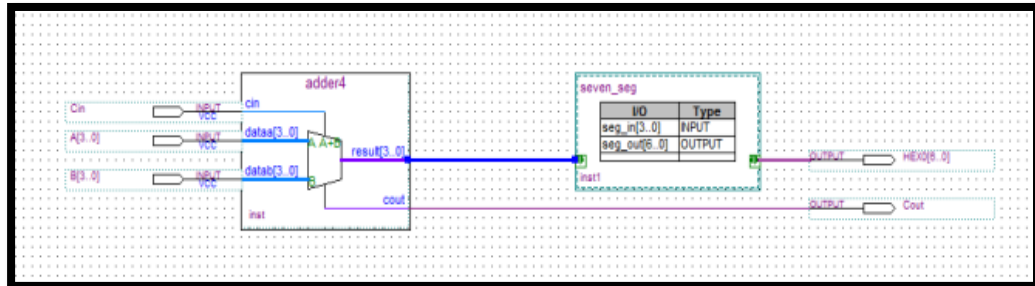 adder4
Cin INPUT VCC cin
A[3..0] INPUT VCC dataa[3..0] A A+B
result[3..0]
B[3..0] INPUT VCC datab[3..0] B
cout
inst
seven_seg
I/O Type
seg_in[3..0] INPUT
seg_out[6..0] OUTPUT
inst1
OUTPUT HEX0[6..0]
OUTPUT Cout